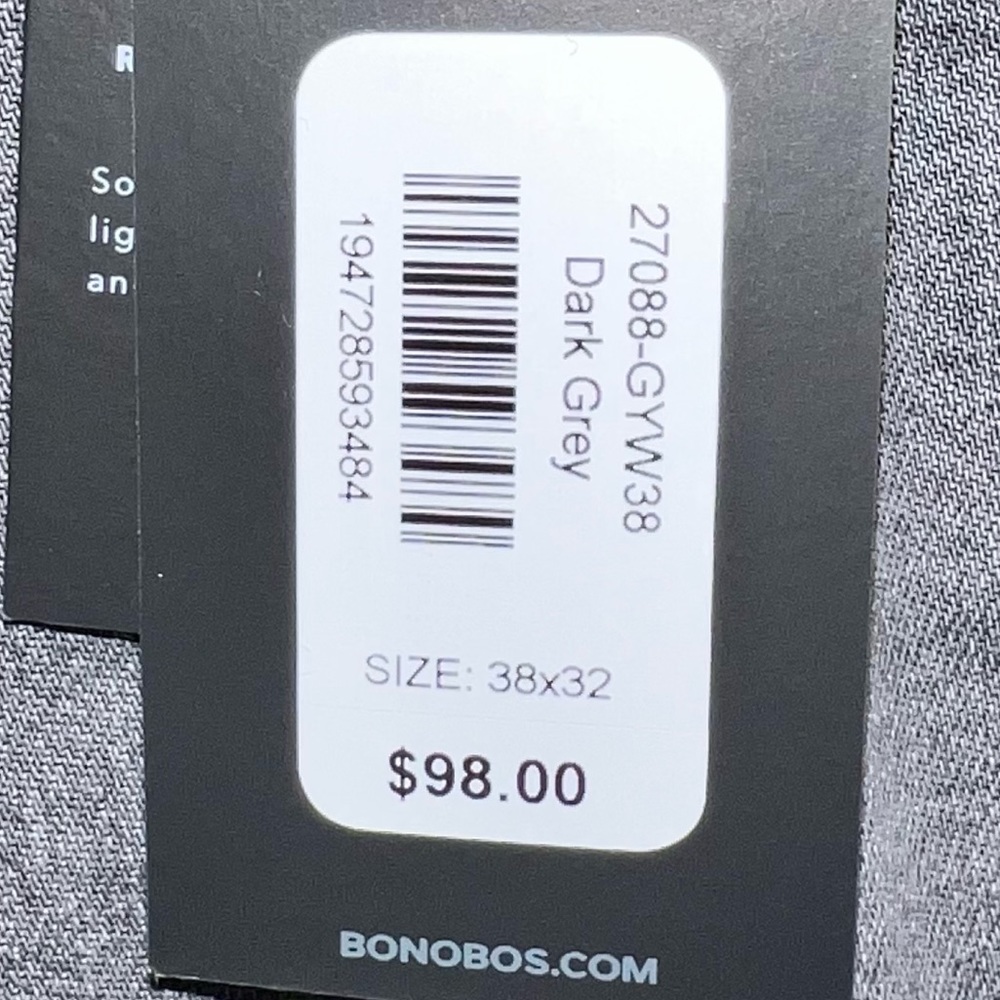 R
So
lig
an
27088-GYW38
Dark Grey
194728593484
SIZE: 38x32
$98.00
BONOBOS.COM